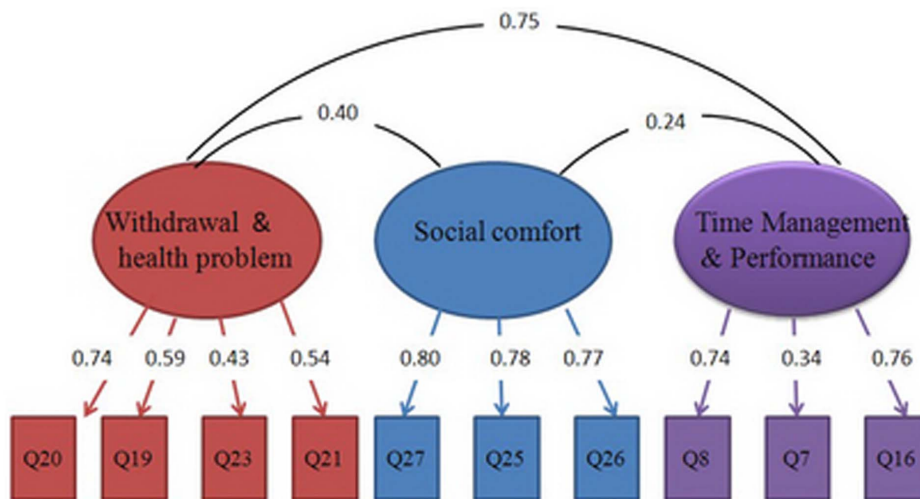 0.75
0.40
0.24
Withdrawal &
health problem
Social comfort
Time Management
& Performance
0.74 0.59 0.43 0.54 0.80 0.78 0.77 0.74 0.34 0.76
Q20 Q19 Q23 Q21 Q27 Q25 Q26 Q8 Q7 Q16